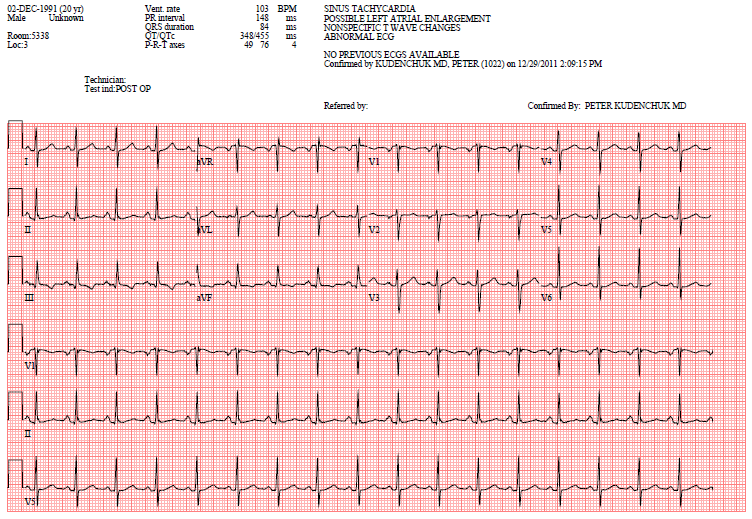 02-DEC-1991 (20 yr)
Male Unknown
Room:5338
Loc:3
Vent. rate 103 BPM
PR interval 148 ms
QRS duration 84 ms
QT/QTc 348/455 ms
P-R-T axes 49 76 4
SINUS TACHYCARDIA
POSSIBLE LEFT ATRIAL ENLARGEMENT
NONSPECIFIC T WAVE CHANGES
ABNORMAL ECG
NO PREVIOUS ECGS AVAILABLE
Confirmed by KUDENCHUK MD, PETER (1022) on 12/29/2011 2:09:15 PM
Technician:
Test ind:POST OP
Referred by:
Confirmed By: PETER KUDENCHUK MD
I aVR V1 V4
II aVL V2 V5
III aVF V3 V6
V1
II
V5